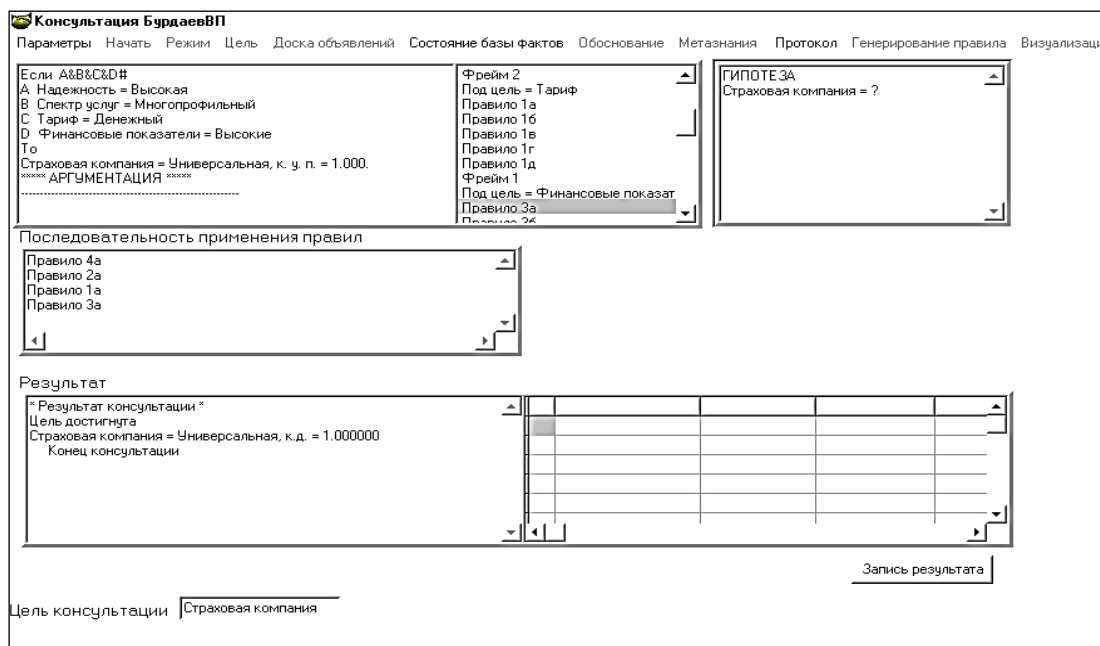 Консультация БурдаевВП
Параметры Начать Режим Цель Доска объявлений Состояние базы фактов Обоснование Метазнания Протокол Генерирование правила Визуализаци
Если A&B&C&D#
A Надежность = Высокая
B Спектр услуг = Многопрофильный
C Тариф = Денежный
D Финансовые показатели = Высокие
То
Страховая компания = Универсальная, к. у. п. = 1.000.
***** АРГУМЕНТАЦИЯ *****
Фрейм 2
Под цель = Тариф
Правило 1а
Правило 1б
Правило 1в
Правило 1г
Правило 1д
Фрейм 1
Под цель = Финансовые показат
Правило 3а
Правило 3б
ГИПОТЕЗА
Страховая компания = ?
Последовательность применения правил
Правило 4а
Правило 2а
Правило 1а
Правило 3а
Результат
* Результат консультации *
Цель достигнута
Страховая компания = Универсальная, к.д. = 1.000000
Конец консультации
Запись результата
Цель консультации Страховая компания